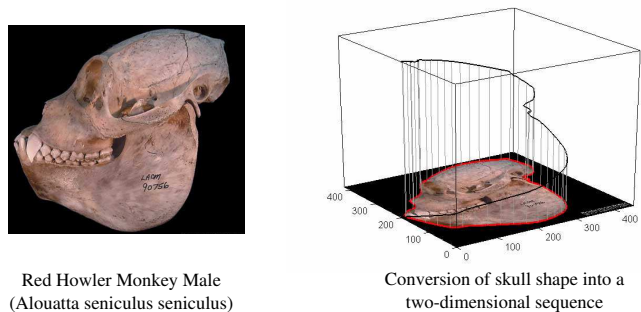 LACM
90756
Red Howler Monkey Male
(Alouatta seniculus seniculus)
400
300
200
100
0
0
100
200
300
400
Conversion of skull shape into a
two-dimensional sequence